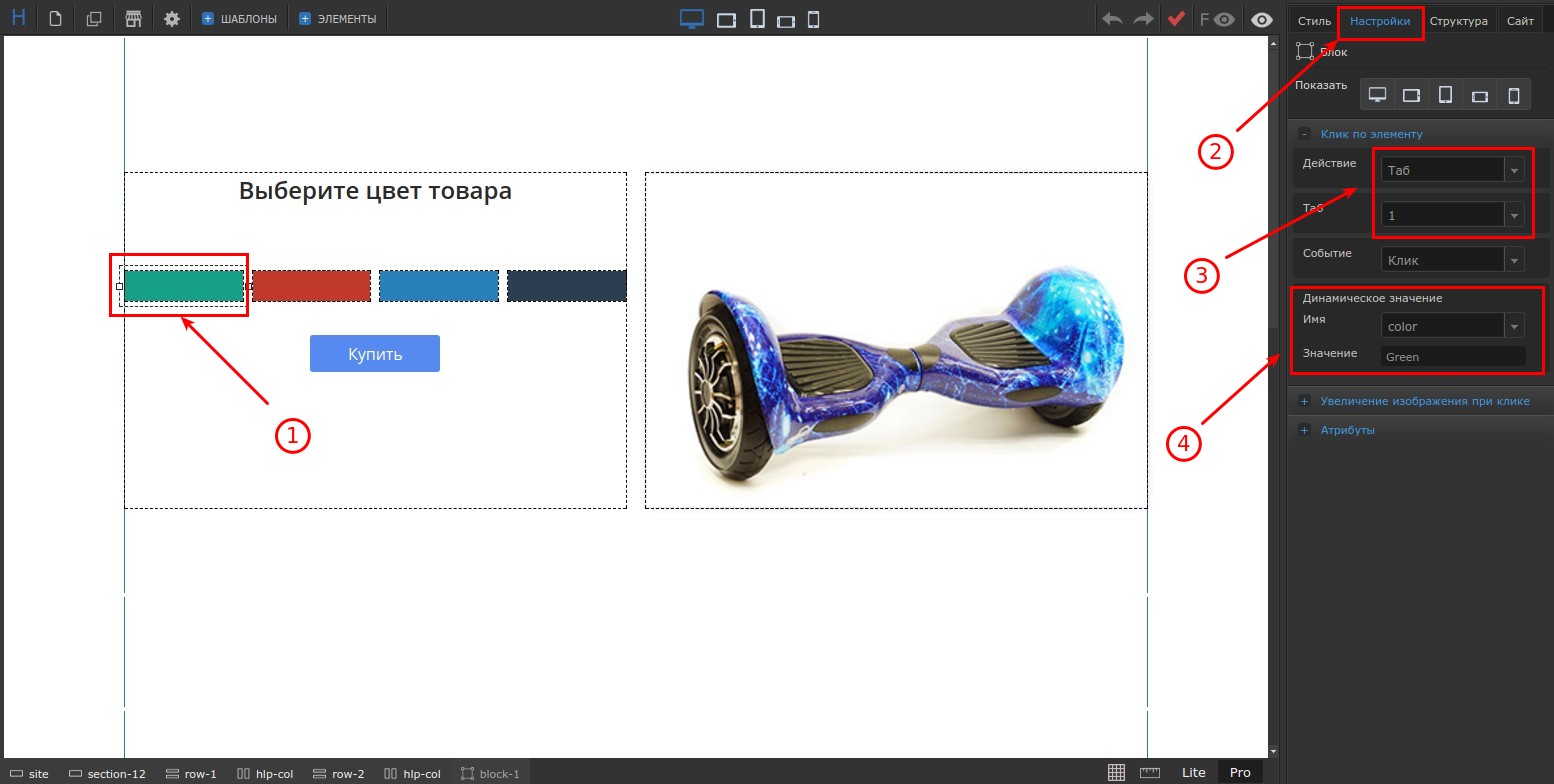 H
ШАБЛОНЫ
ЭЛЕМЕНТЫ
F
Стиль
Настройки
Структура
Сайт
Блок
Показать
Клик по элементу
Действие
Таб
Таб
1
Событие
Клик
Динамическое значение
Имя
color
Значение
Green
Увеличение изображения при клике
Атрибуты
Выберите цвет товара
Купить
1
2
3
4
site
section-12
row-1
hlp-col
row-2
hlp-col
block-1
Lite
Pro